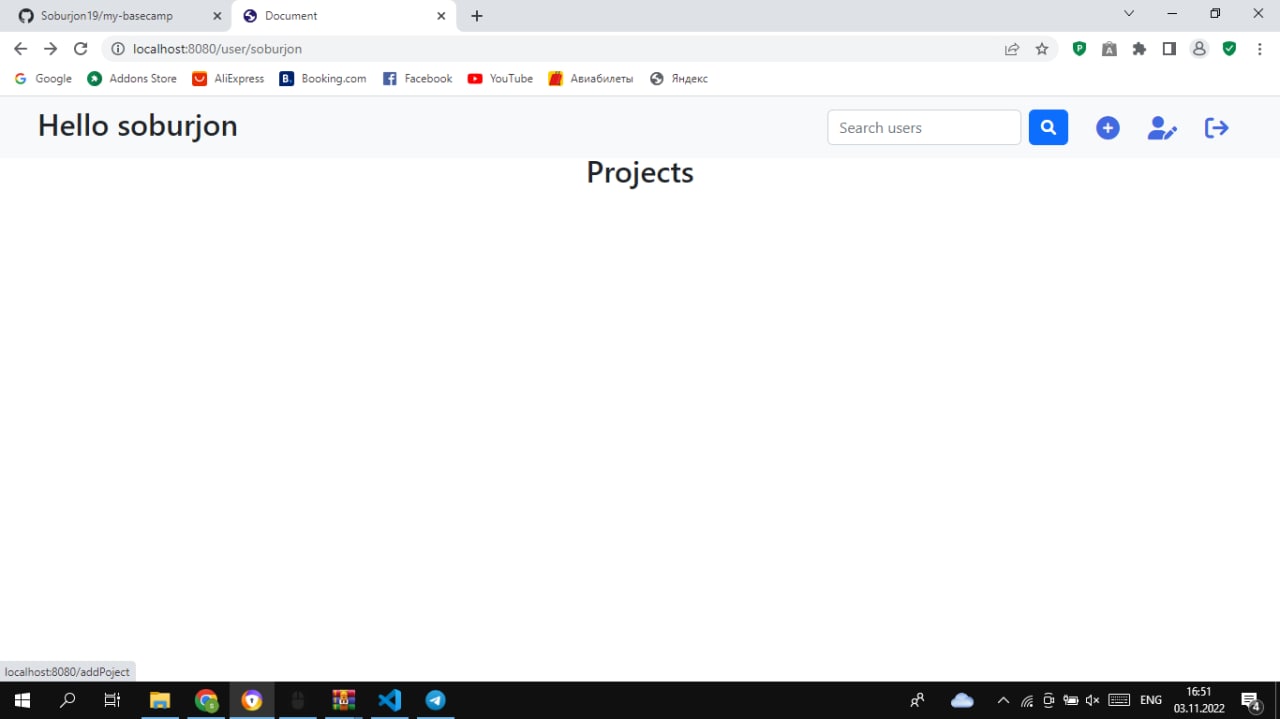 Soburjon19/my-basecamp
Document
localhost:8080/user/soburjon
Google
Addons Store
AliExpress
Booking.com
Facebook
YouTube
Авиабилеты
Яндекс
Hello soburjon
Search users
Projects
localhost:8080/addPoject
ENG
16:51
03.11.2022
4